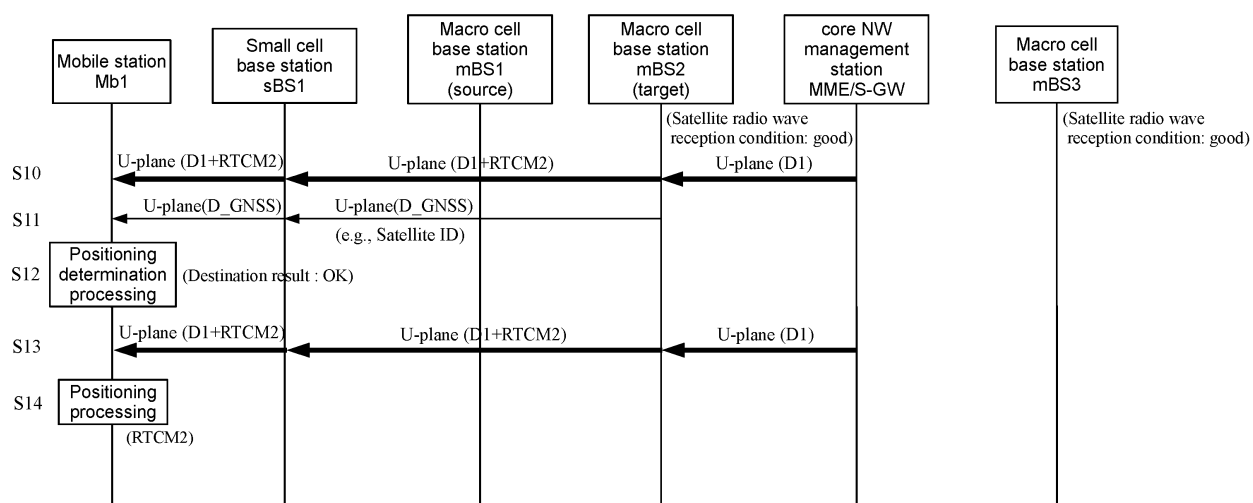 Mobile station
Mb1
Small cell
base station
sBS1
Macro cell
base station
mBS1
(source)
Macro cell
base station
mBS2
(target)
core NW
management
station
MME/S-GW
Macro cell
base station
mBS3
(Satellite radio wave
reception condition: good)
(Satellite radio wave
reception condition: good)
S10
U-plane (D1+RTCM2)
U-plane (D1+RTCM2)
U-plane (D1)
S11
U-plane(D_GNSS)
U-plane(D_GNSS)
(e.g., Satellite ID)
S12
Positioning
determination
processing
(Destination result : OK)
S13
U-plane (D1+RTCM2)
U-plane (D1+RTCM2)
U-plane (D1)
S14
Positioning
processing
(RTCM2)